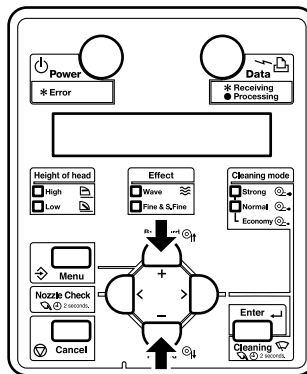 Power
Data
* Error
* Receiving
● Processing
Height of head
Effect
Cleaning mode
High
Wave
Strong
Low
Fine & S.Fine
Normal
Economy
+
Menu
< >
Nozzle Check
2 seconds.
−
Enter
Cancel
Cleaning
2 seconds.